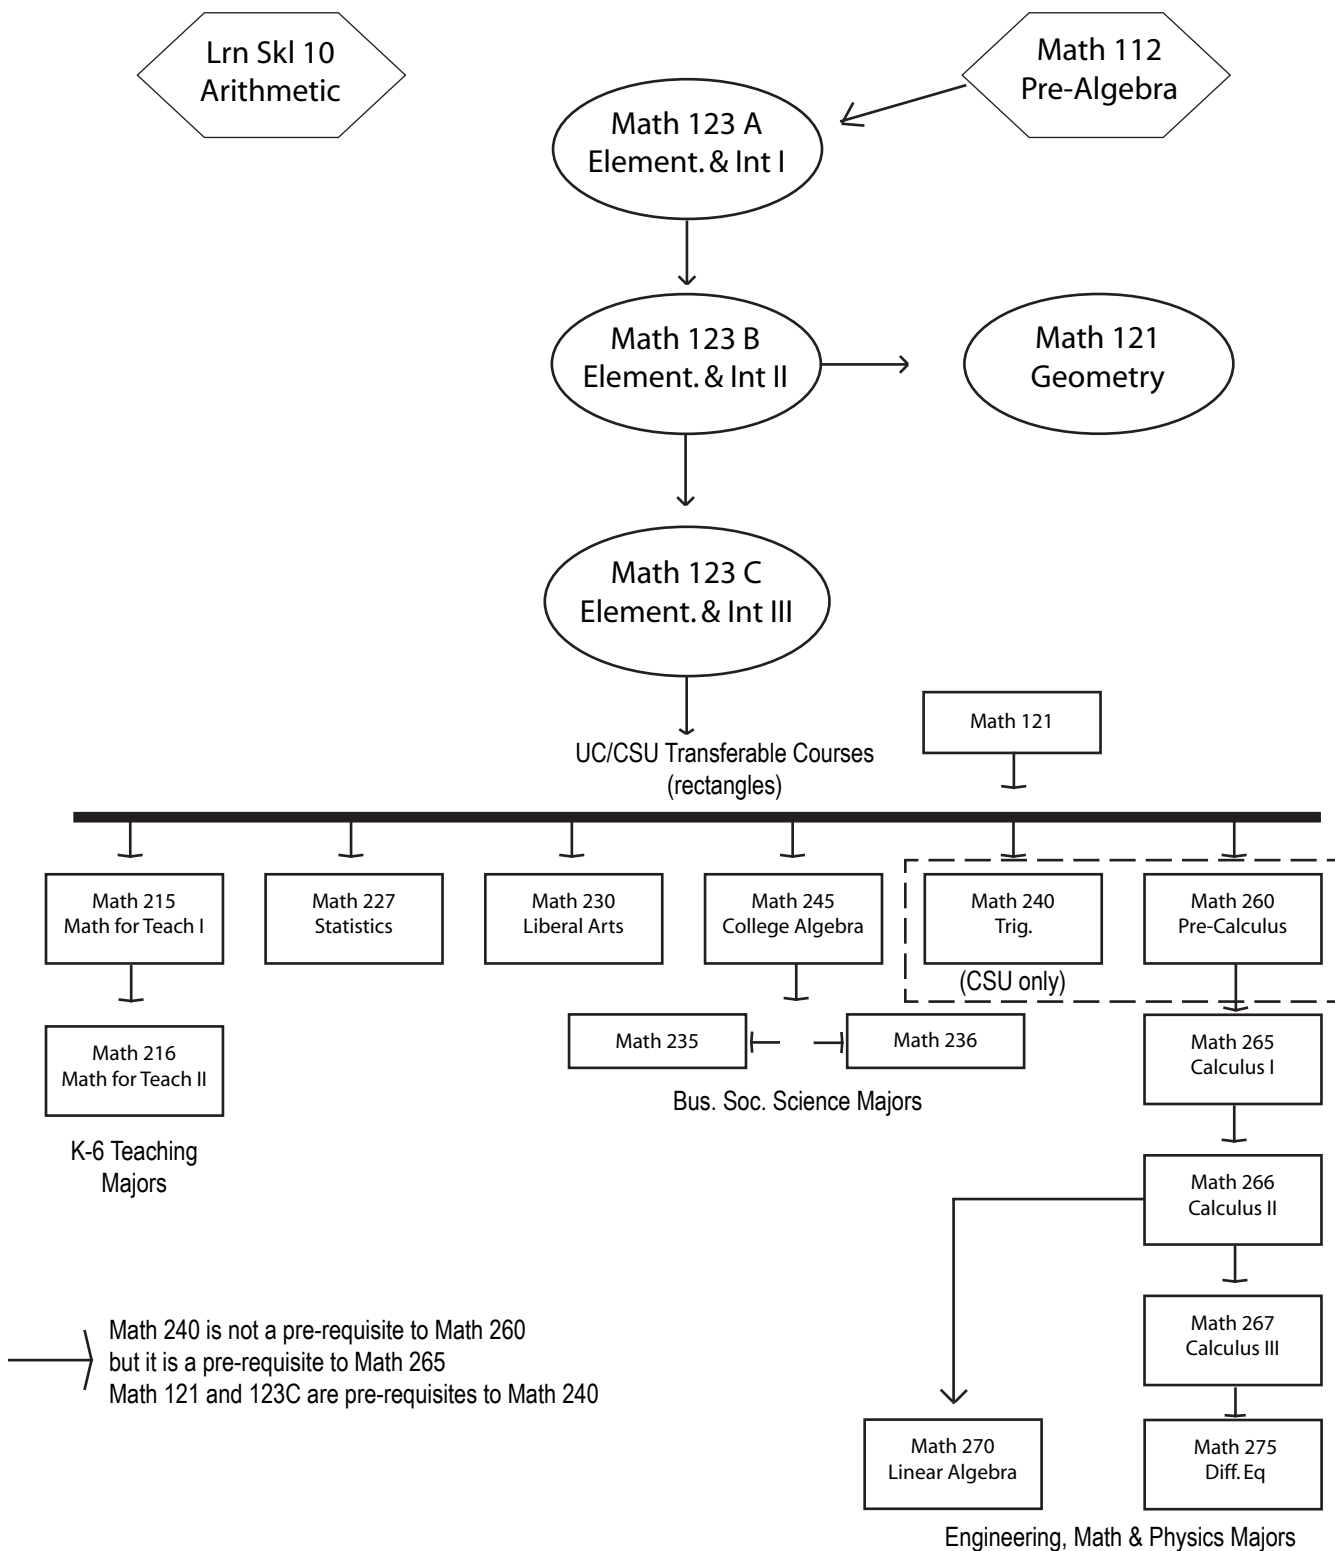 Lrn Skl 10
Arithmetic
Math 112
Pre-Algebra
Math 123 A
Element. & Int I
Math 123 B
Element. & Int II
Math 121
Geometry
Math 123 C
Element. & Int III
Math 121
UC/CSU Transferable Courses
(rectangles)
Math 215
Math for Teach I
Math 227
Statistics
Math 230
Liberal Arts
Math 245
College Algebra
Math 240
Trig.
(CSU only)
Math 260
Pre-Calculus
Math 216
Math for Teach II
K-6 Teaching
Majors
Math 235
Math 236
Bus. Soc. Science Majors
Math 265
Calculus I
Math 266
Calculus II
Math 267
Calculus III
Math 240 is not a pre-requisite to Math 260
but it is a pre-requisite to Math 265
Math 121 and 123C are pre-requisites to Math 240
Math 270
Linear Algebra
Math 275
Diff. Eq
Engineering, Math & Physics Majors